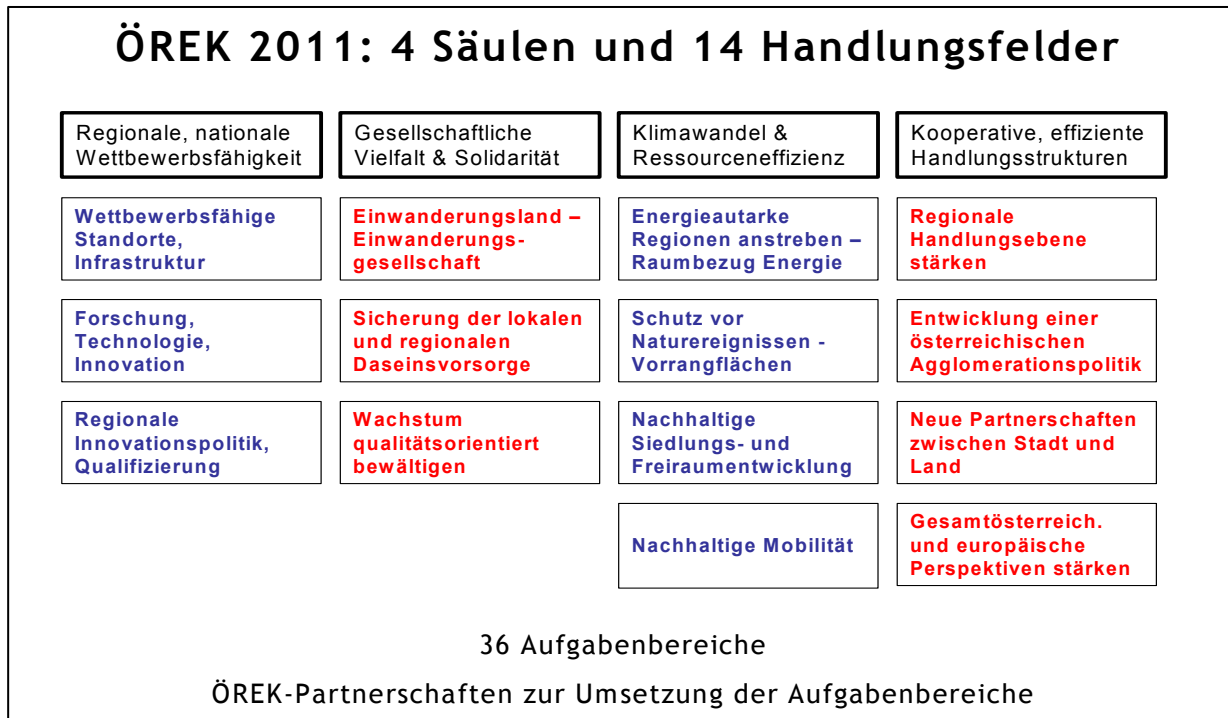 ÖREK 2011: 4 Säulen und 14 Handlungsfelder
Regionale, nationale
Wettbewerbsfähigkeit
Wettbewerbsfähige
Standorte,
Infrastruktur
Forschung,
Technologie,
Innovation
Regionale
Innovationspolitik,
Qualifizierung
Gesellschaftliche
Vielfalt & Solidarität
Einwanderungsland –
Einwanderungs-
gesellschaft
Sicherung der lokalen
und regionalen
Daseinsvorsorge
Wachstum
qualitätsorientiert
bewältigen
Klimawandel &
Ressourceneffizienz
Energieautarke
Regionen anstreben –
Raumbezug Energie
Schutz vor
Naturereignissen -
Vorrangflächen
Nachhaltige
Siedlungs- und
Freiraumentwicklung
Nachhaltige Mobilität
Kooperative, effiziente
Handlungsstrukturen
Regionale
Handlungsebene
stärken
Entwicklung einer
österreichischen
Agglomerationspolitik
Neue Partnerschaften
zwischen Stadt und
Land
Gesamtösterreich.
und europäische
Perspektiven stärken
36 Aufgabenbereiche
ÖREK-Partnerschaften zur Umsetzung der Aufgabenbereiche